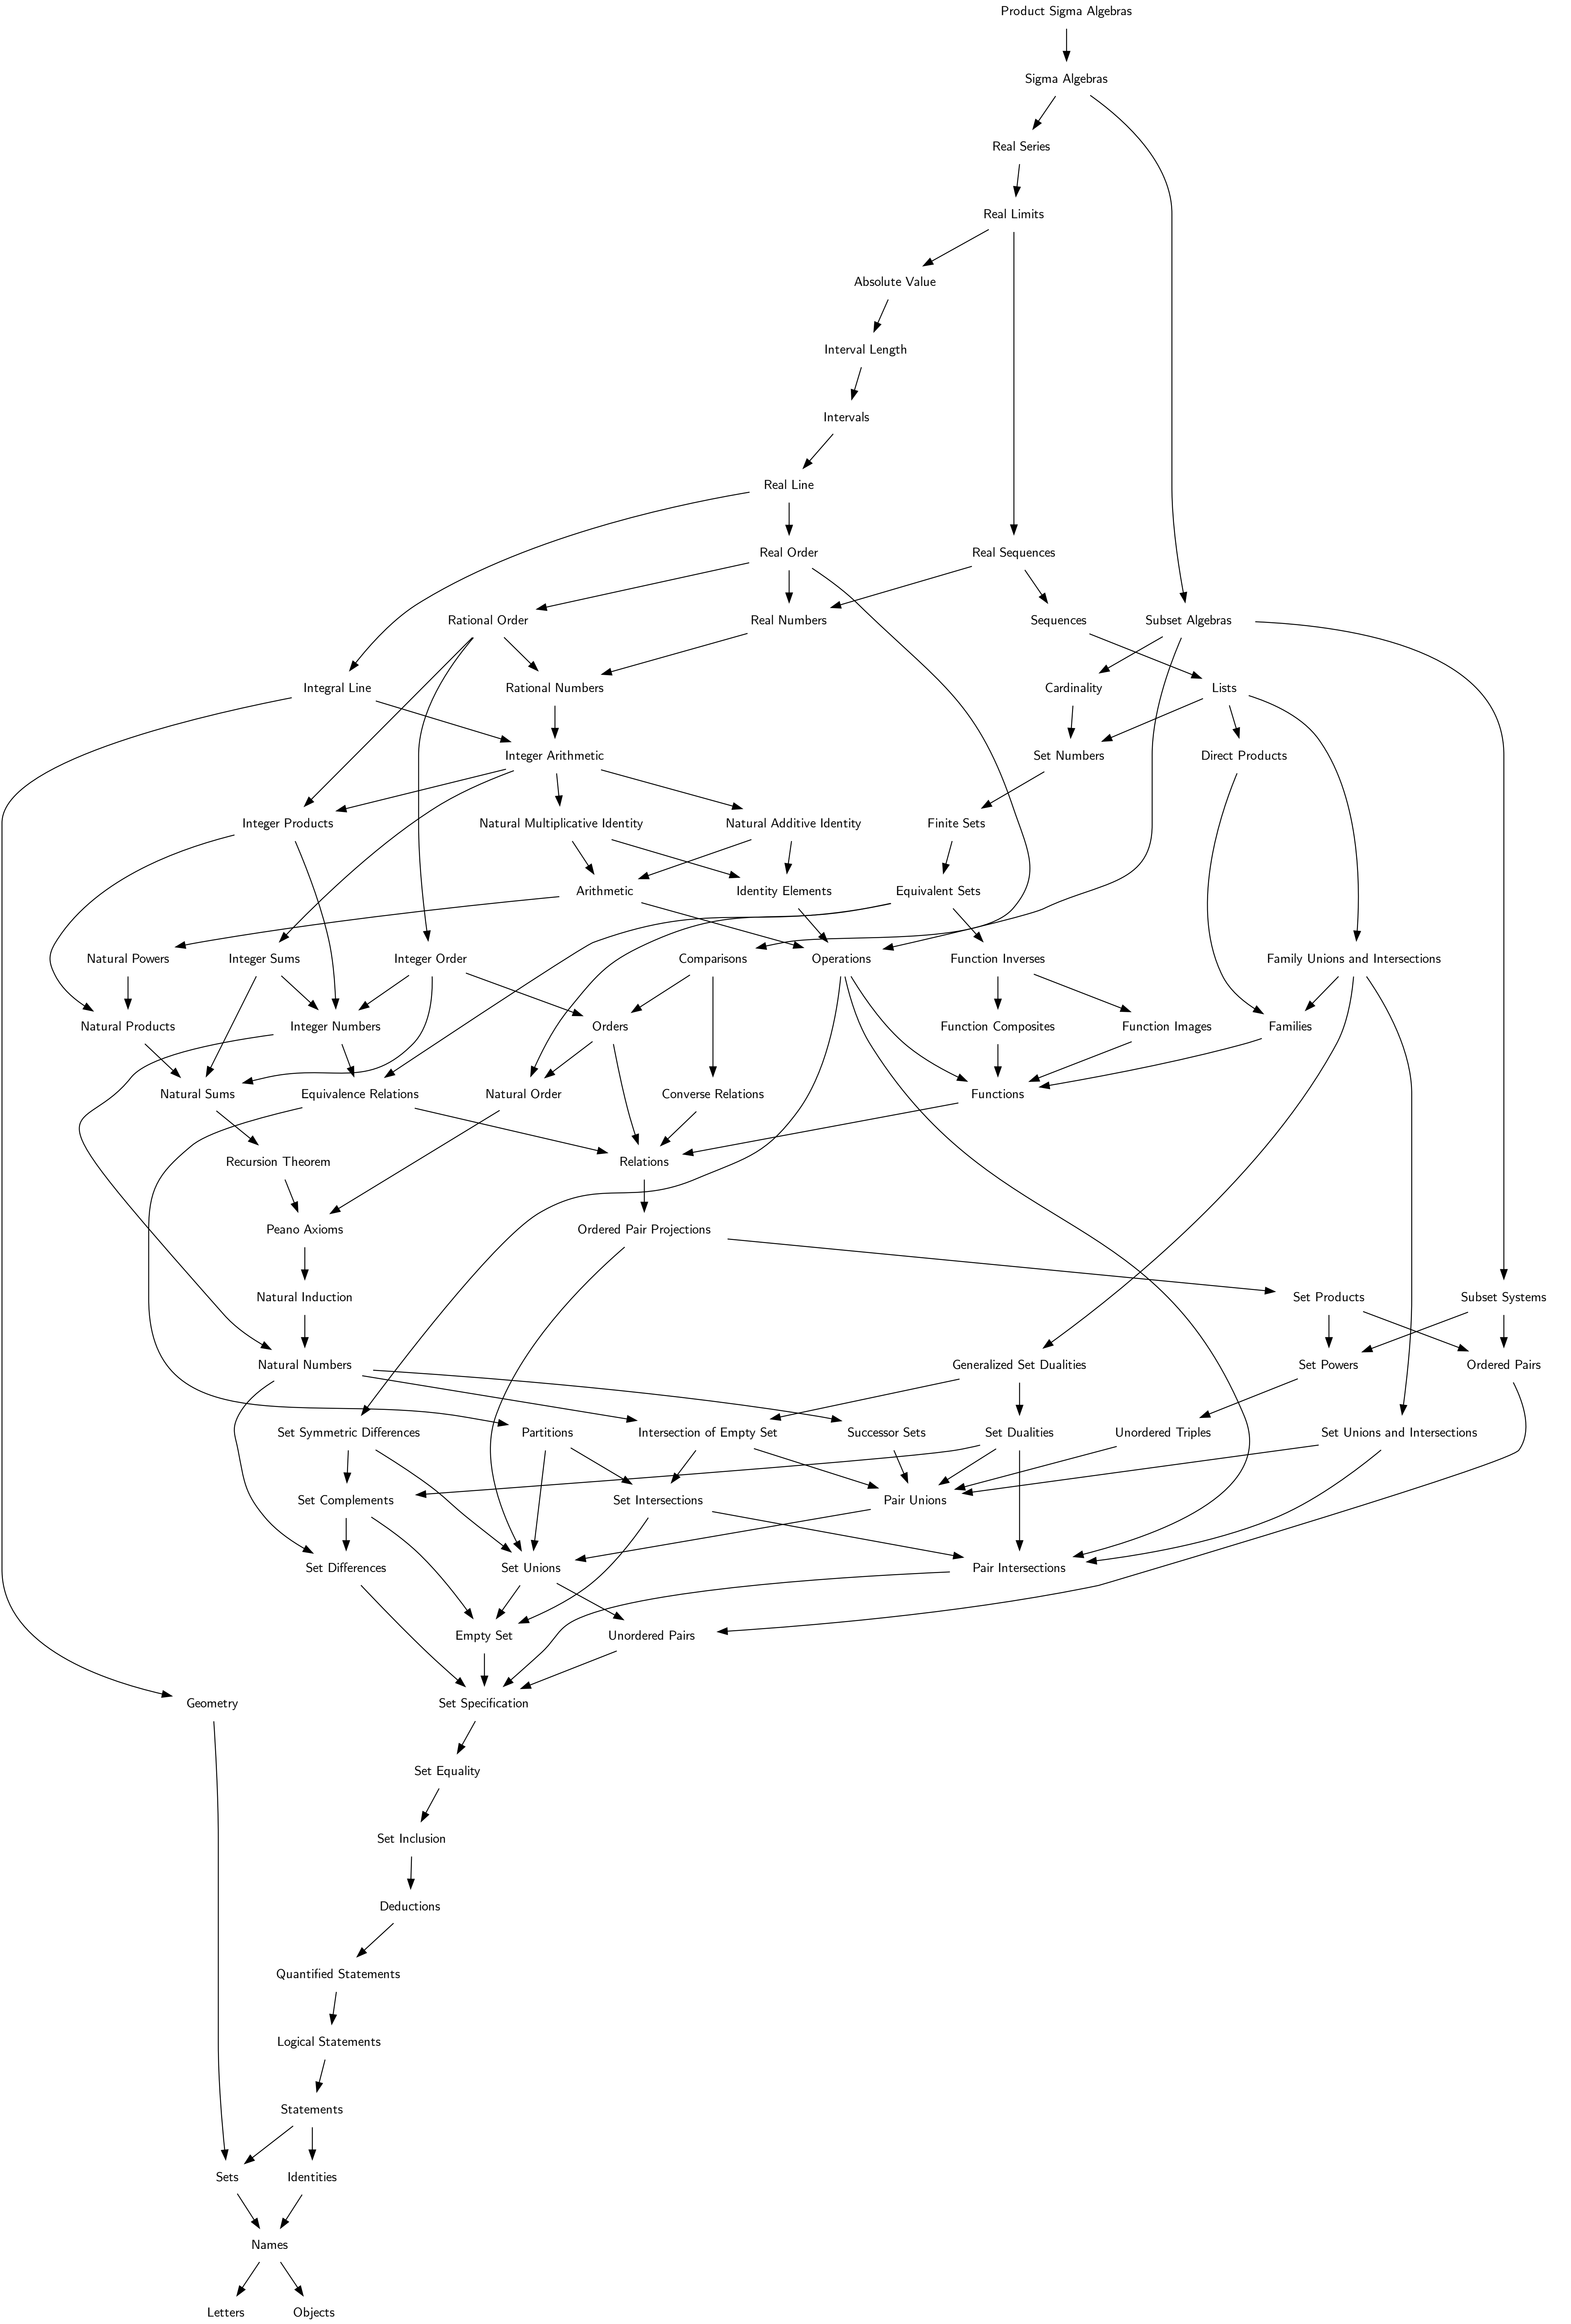 Product Sigma Algebras
Sigma Algebras
Real Series
Real Limits
Absolute Value
Interval Length
Intervals
Real Line
Real Order
Real Sequences
Rational Order
Real Numbers
Sequences
Subset Algebras
Integral Line
Rational Numbers
Cardinality
Lists
Integer Arithmetic
Set Numbers
Direct Products
Integer Products
Natural Multiplicative Identity
Natural Additive Identity
Finite Sets
Arithmetic
Identity Elements
Equivalent Sets
Natural Powers
Integer Sums
Integer Order
Comparisons
Operations
Function Inverses
Family Unions and Intersections
Natural Products
Integer Numbers
Orders
Function Composites
Function Images
Families
Natural Sums
Equivalence Relations
Natural Order
Converse Relations
Functions
Recursion Theorem
Relations
Peano Axioms
Ordered Pair Projections
Natural Induction
Set Products
Subset Systems
Natural Numbers
Generalized Set Dualities
Set Powers
Ordered Pairs
Set Symmetric Differences
Partitions
Intersection of Empty Set
Successor Sets
Set Dualities
Unordered Triples
Set Unions and Intersections
Set Complements
Set Intersections
Pair Unions
Set Differences
Set Unions
Pair Intersections
Empty Set
Unordered Pairs
Geometry
Set Specification
Set Equality
Set Inclusion
Deductions
Quantified Statements
Logical Statements
Statements
Sets
Identities
Names
Letters
Objects